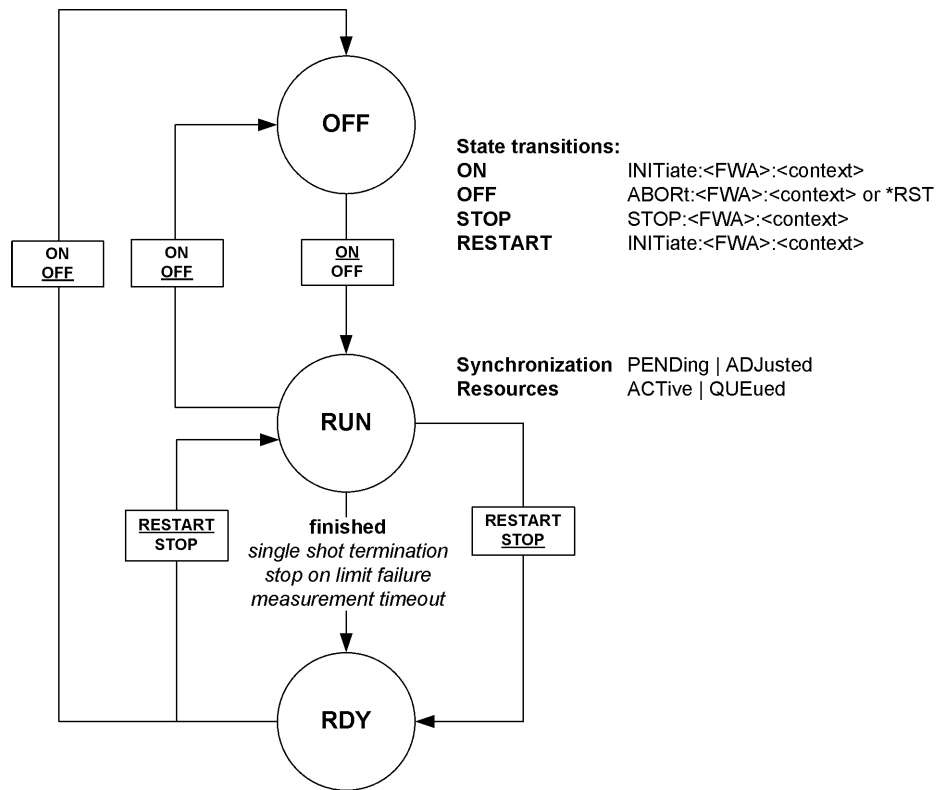 OFF
State transitions:
ON INITiate:<FWA>:<context>
OFF ABORt:<FWA>:<context> or *RST
STOP STOP:<FWA>:<context>
RESTART INITiate:<FWA>:<context>
ON
OFF
ON
OFF
ON
OFF
Synchronization PENDing | ADJusted
Resources ACTive | QUEued
RUN
RESTART
STOP
finished
single shot termination
stop on limit failure
measurement timeout
RESTART
STOP
RDY